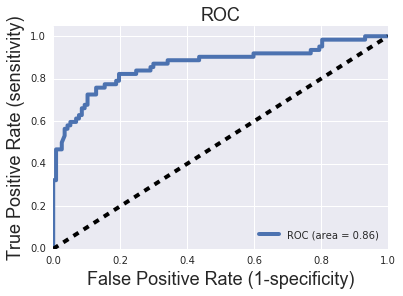 ROC
True Positive Rate (sensitivity)
1.0
0.8
0.6
0.4
0.2
0.0
ROC (area = 0.86)
0.0 0.2 0.4 0.6 0.8 1.0
False Positive Rate (1-specificity)